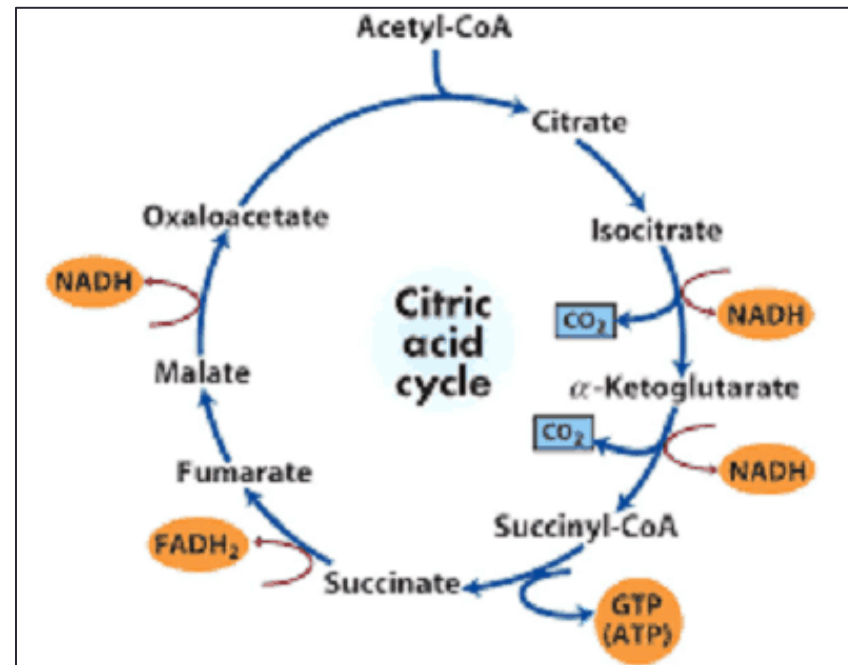 Acetyl-CoA
Citrate
Isocitrate
NADH
CO₂
α-Ketoglutarate
CO₂
NADH
Succinyl-CoA
GTP
(ATP)
Succinate
FADH₂
Fumarate
Malate
NADH
Oxaloacetate
Citric
acid
cycle